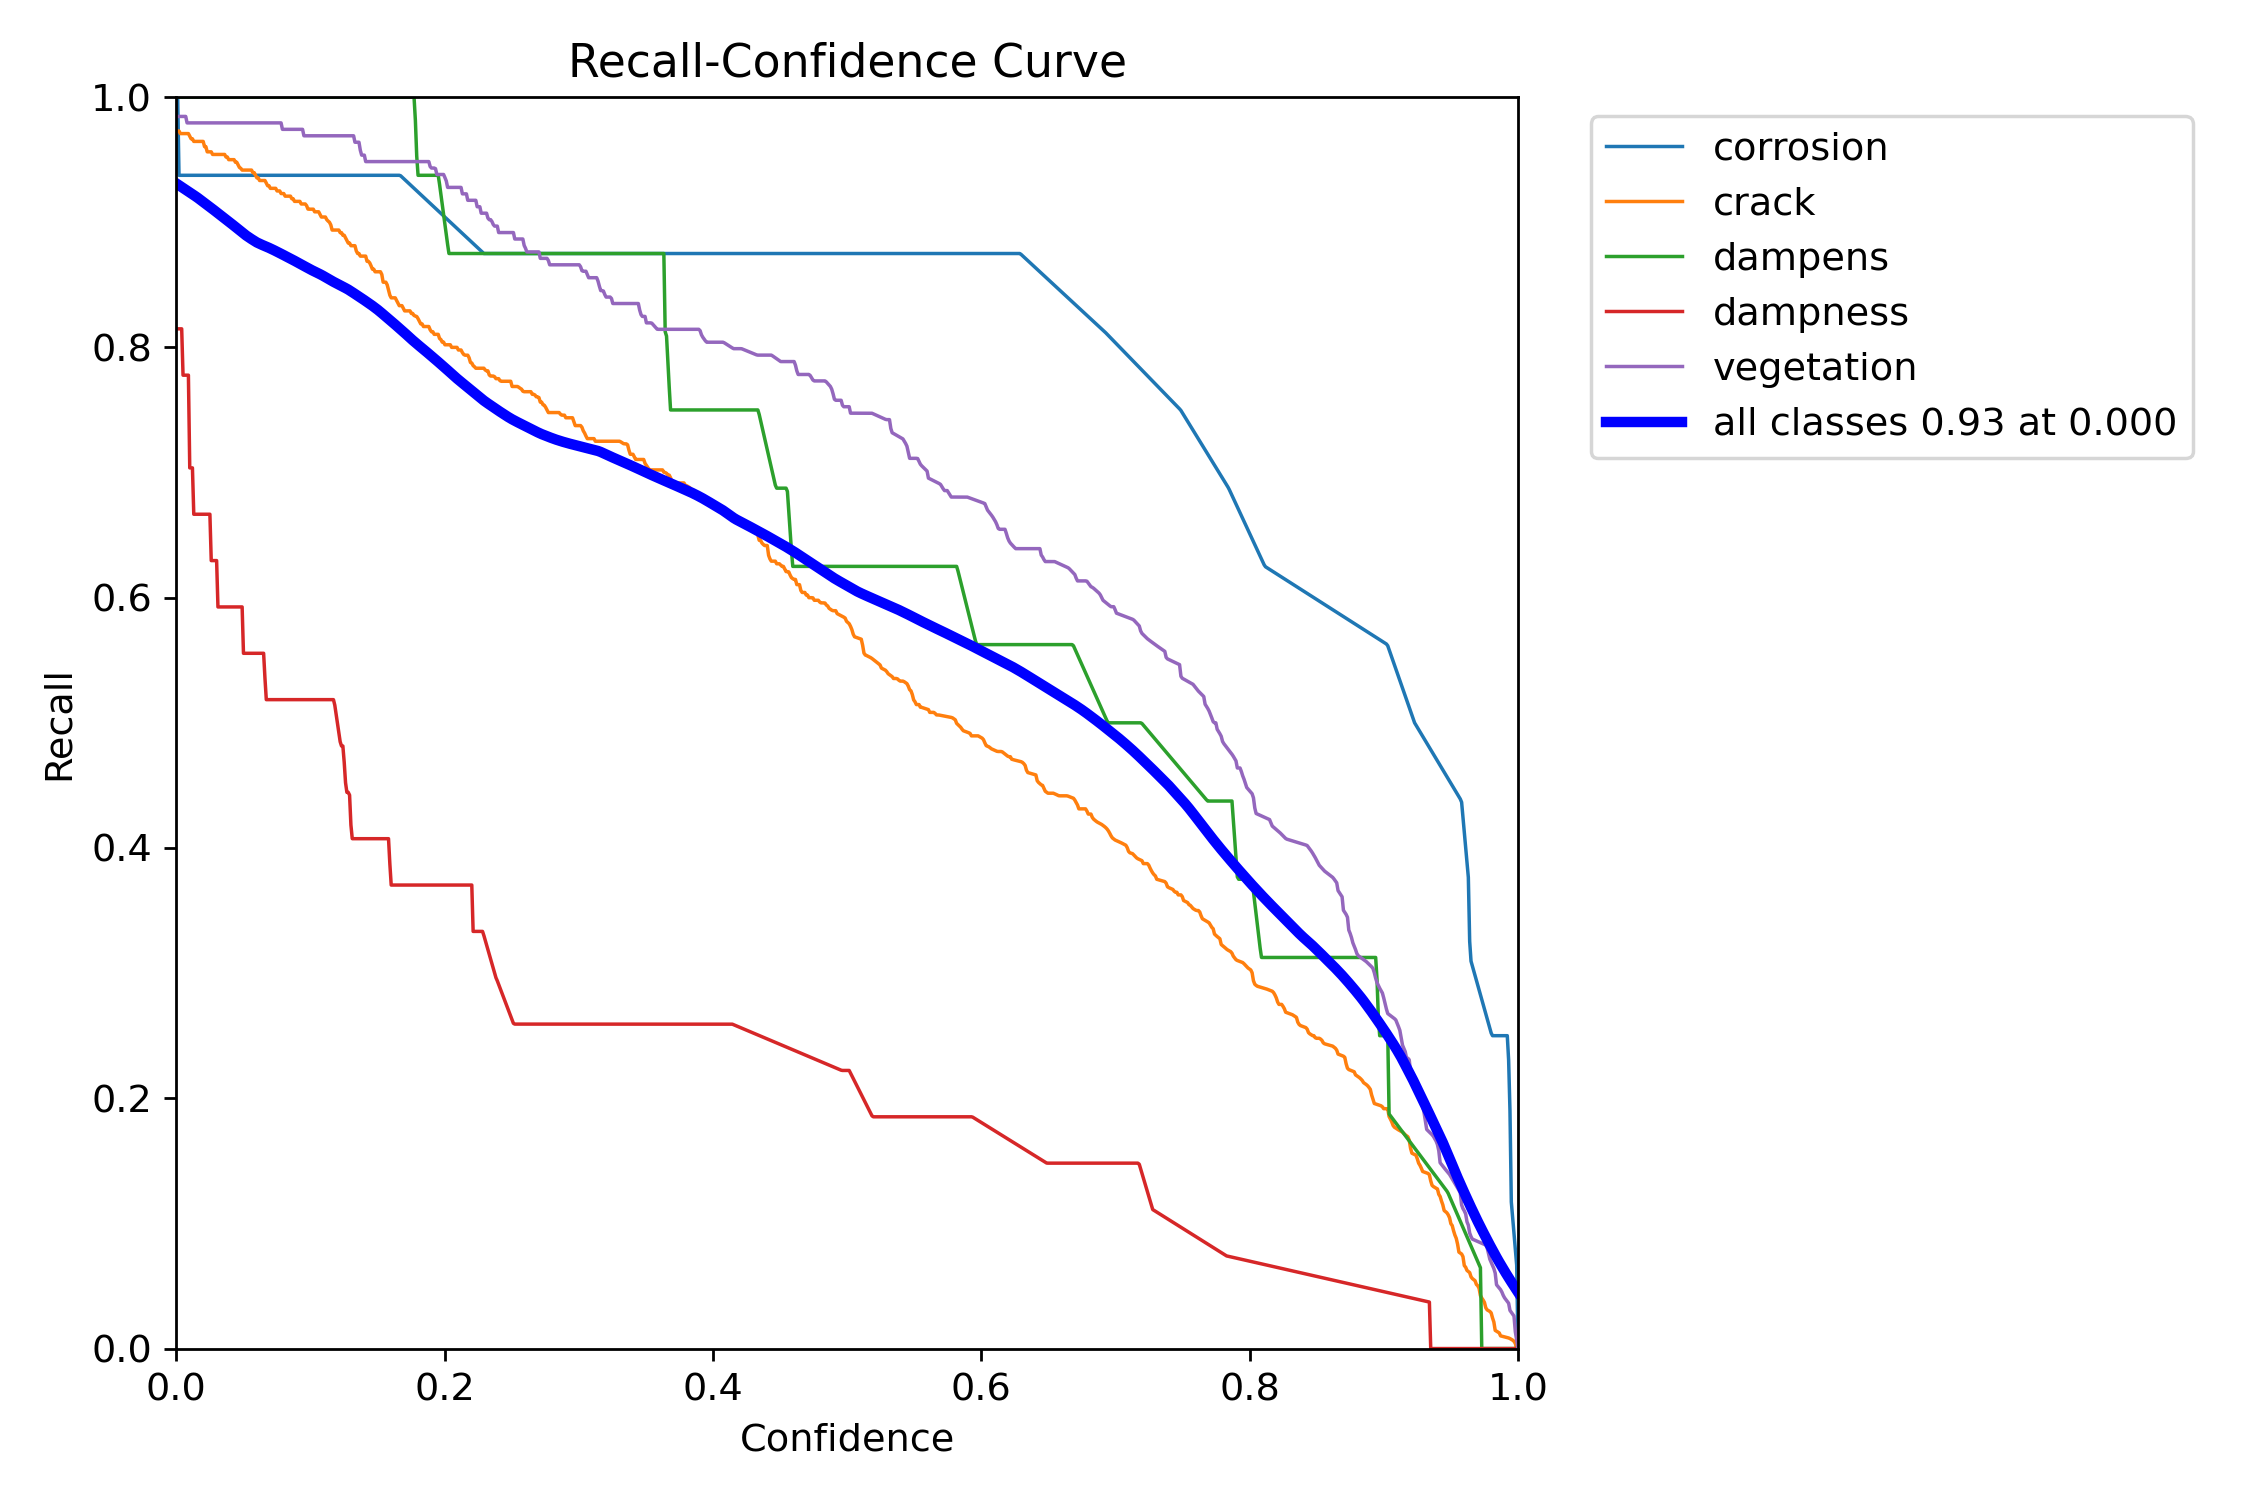 Recall-Confidence Curve
1.0
0.8
0.6
0.4
0.2
0.0
Recall
0.0 0.2 0.4 0.6 0.8 1.0
Confidence
corrosion
crack
dampens
dampness
vegetation
all classes 0.93 at 0.000